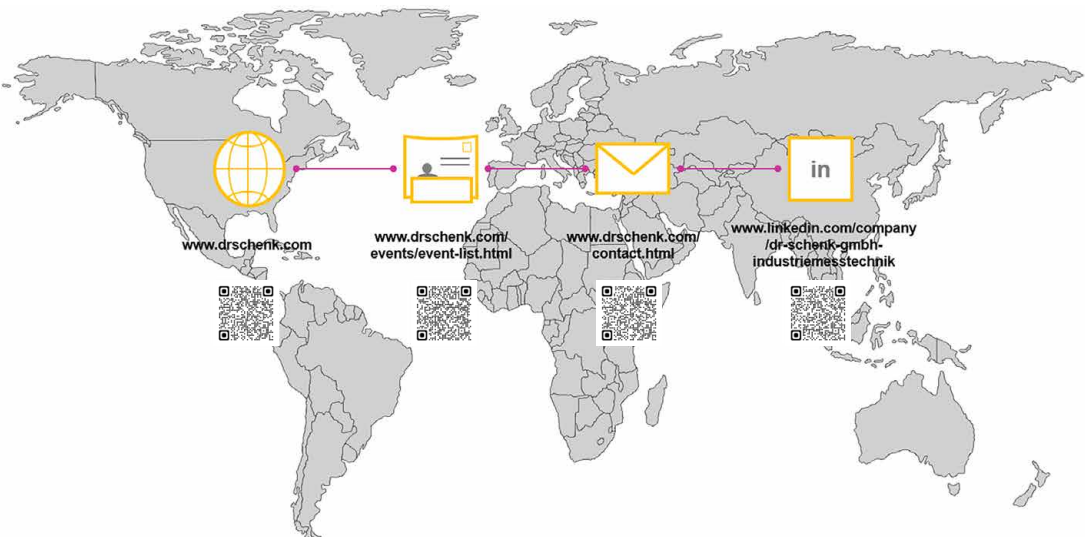 in
www.drschenk.com
www.drschenk.com/
events/event-list.html
www.drschenk.com/
contact.html
www.linkedin.com/company
/dr-schenk-gmbh-
industriemesstechnik